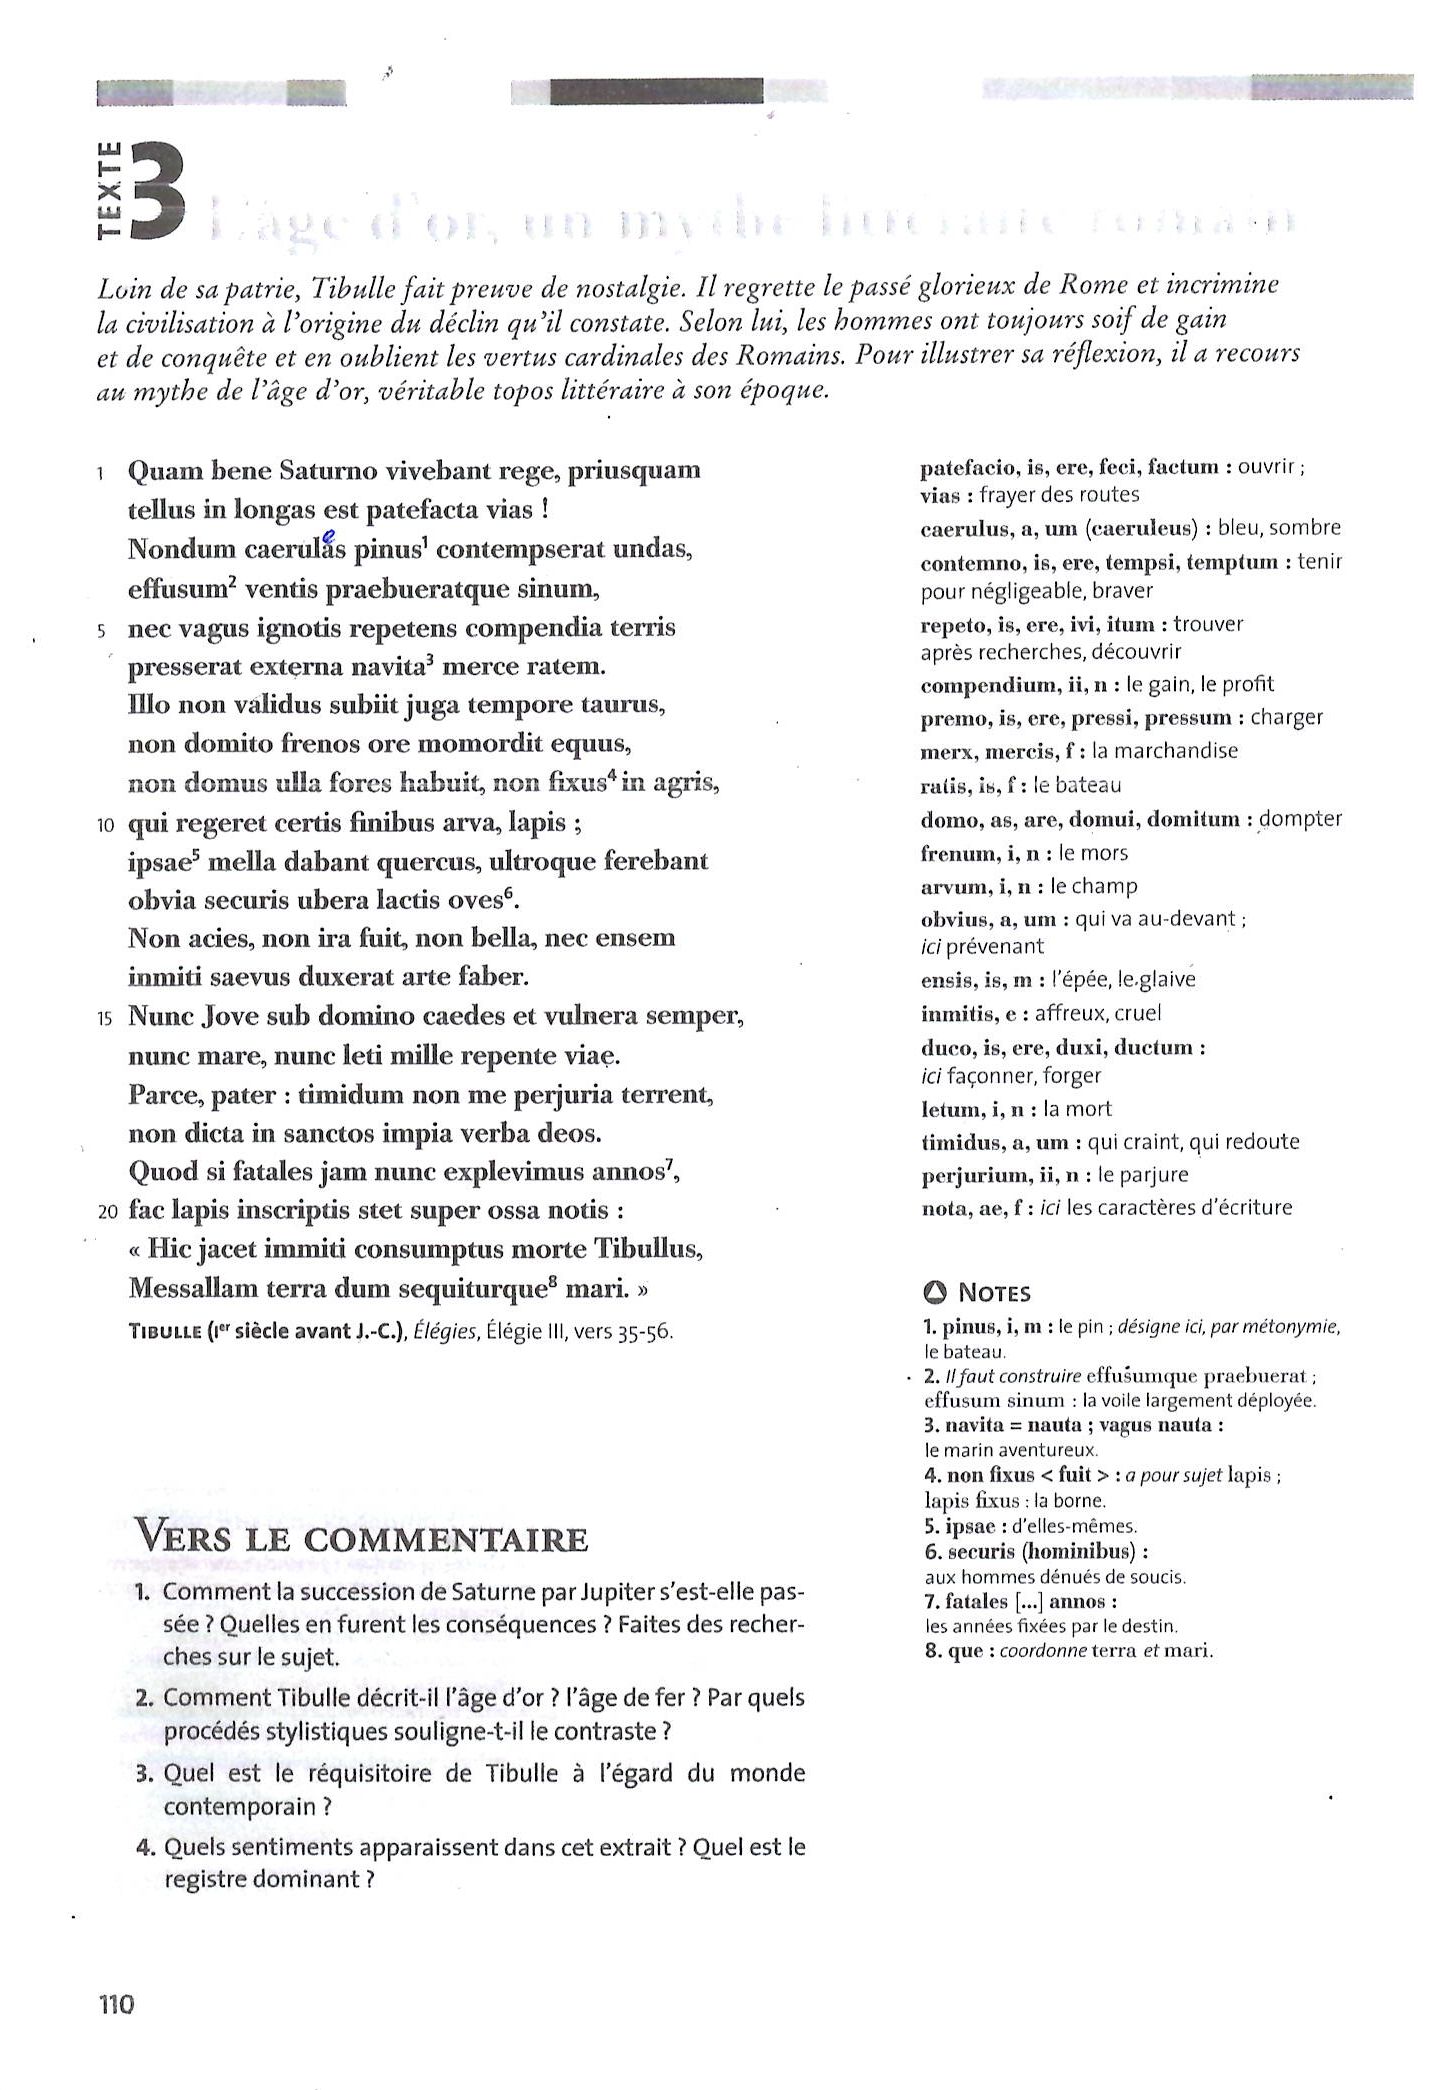 TEXTE
3
L'âge d'or, un mythe littéraire romain
Loin de sa patrie, Tibulle fait preuve de nostalgie. Il regrette le passé glorieux de Rome et incrimine
la civilisation à l'origine du déclin qu'il constate. Selon lui, les hommes ont toujours soif de gain
et de conquête et en oublient les vertus cardinales des Romains. Pour illustrer sa réflexion, il a recours
au mythe de l'âge d'or, véritable topos littéraire à son époque.
1 Quam bene Saturno vivebant rege, priusquam
tellus in longas est patefacta vias !
Nondum caerulas pinus¹ contempserat undas,
effusum² ventis praebueratque sinum,
5 nec vagus ignotis repetens compendia terris
presserat externa navita³ merce ratem.
Illo non validus subiit juga tempore taurus,
non domito frenos ore momordit equus,
non domus ulla fores habuit, non fixus⁴ in agris,
10 qui regeret certis finibus arva, lapis ;
ipsae⁵ mella dabant quercus, ultroque ferebant
obvia securis ubera lactis oves⁶.
Non acies, non ira fuit, non bella, nec ensem
inmiti saevus duxerat arte faber.
15 Nunc Jove sub domino caedes et vulnera semper,
nunc mare, nunc leti mille repente viae.
Parce, pater : timidum non me perjuria terrent,
non dicta in sanctos impia verba deos.
Quod si fatales jam nunc explevimus annos⁷,
20 fac lapis inscriptis stet super ossa notis :
« Hic jacet immiti consumptus morte Tibullus,
Messallam terra dum sequiturque⁸ mari. »
TIBULLE (Iᵉʳ siècle avant J.-C.), Élégies, Élégie III, vers 35-56.
patefacio, is, ere, feci, factum : ouvrir ;
vias : frayer des routes
caerulus, a, um (caeruleus) : bleu, sombre
contemno, is, ere, tempsi, temptum : tenir
pour négligeable, braver
repeto, is, ere, ivi, itum : trouver
après recherches, découvrir
compendium, ii, n : le gain, le profit
premo, is, ere, pressi, pressum : charger
merx, mercis, f : la marchandise
ratis, is, f : le bateau
domo, as, are, domui, domitum : dompter
frenum, i, n : le mors
arvum, i, n : le champ
obvius, a, um : qui va au-devant ;
ici prévenant
ensis, is, m : l'épée, le glaive
inmitis, e : affreux, cruel
duco, is, ere, duxi, ductum :
ici façonner, forger
letum, i, n : la mort
timidus, a, um : qui craint, qui redoute
perjurium, ii, n : le parjure
nota, ae, f : ici les caractères d'écriture
NOTES
1. pinus, i, m : le pin ; désigne ici, par métonymie,
le bateau.
2. Il faut construire effusumque praebuerat ;
effusum sinum : la voile largement déployée.
3. navita = nauta ; vagus nauta :
le marin aventureux.
4. non fixus < fuit > : a pour sujet lapis ;
lapis fixus : la borne.
5. ipsae : d'elles-mêmes.
6. securis (hominibus) :
aux hommes dénués de soucis.
7. fatales [...] annos :
les années fixées par le destin.
8. que : coordonne terra et mari.
VERS LE COMMENTAIRE
1. Comment la succession de Saturne par Jupiter s'est-elle pas-
sée ? Quelles en furent les conséquences ? Faites des recher-
ches sur le sujet.
2. Comment Tibulle décrit-il l'âge d'or ? l'âge de fer ? Par quels
procédés stylistiques souligne-t-il le contraste ?
3. Quel est le réquisitoire de Tibulle à l'égard du monde
contemporain ?
4. Quels sentiments apparaissent dans cet extrait ? Quel est le
registre dominant ?
110